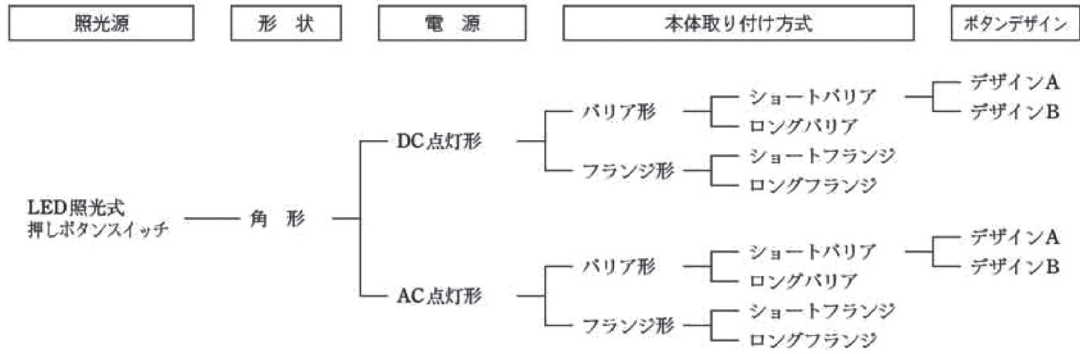 照光源 形状 電源 本体取り付け方式 ボタンデザイン
デザインA
ショートバリア
バリア形
デザインB
DC点灯形
ロングバリア
ショートフランジ
フランジ形
ロングフランジ
LED照光式
押しボタンスイッチ
角形
デザインA
ショートバリア
バリア形
デザインB
ロングバリア
AC点灯形
ショートフランジ
フランジ形
ロングフランジ